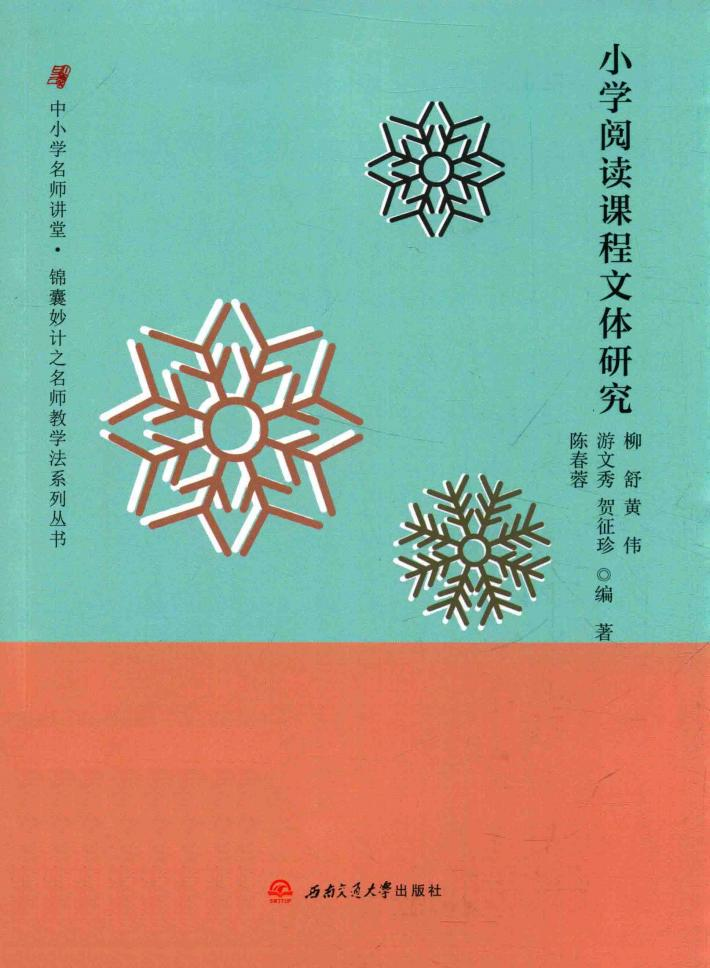 小学阅读课程文体研究
柳 舒 黄 伟
游文秀 贺征珍 ◎编 著
陈春蓉
中小学名师讲堂·锦囊妙计之名师教学法系列丛书
SWJTUP
西南交通大学出版社